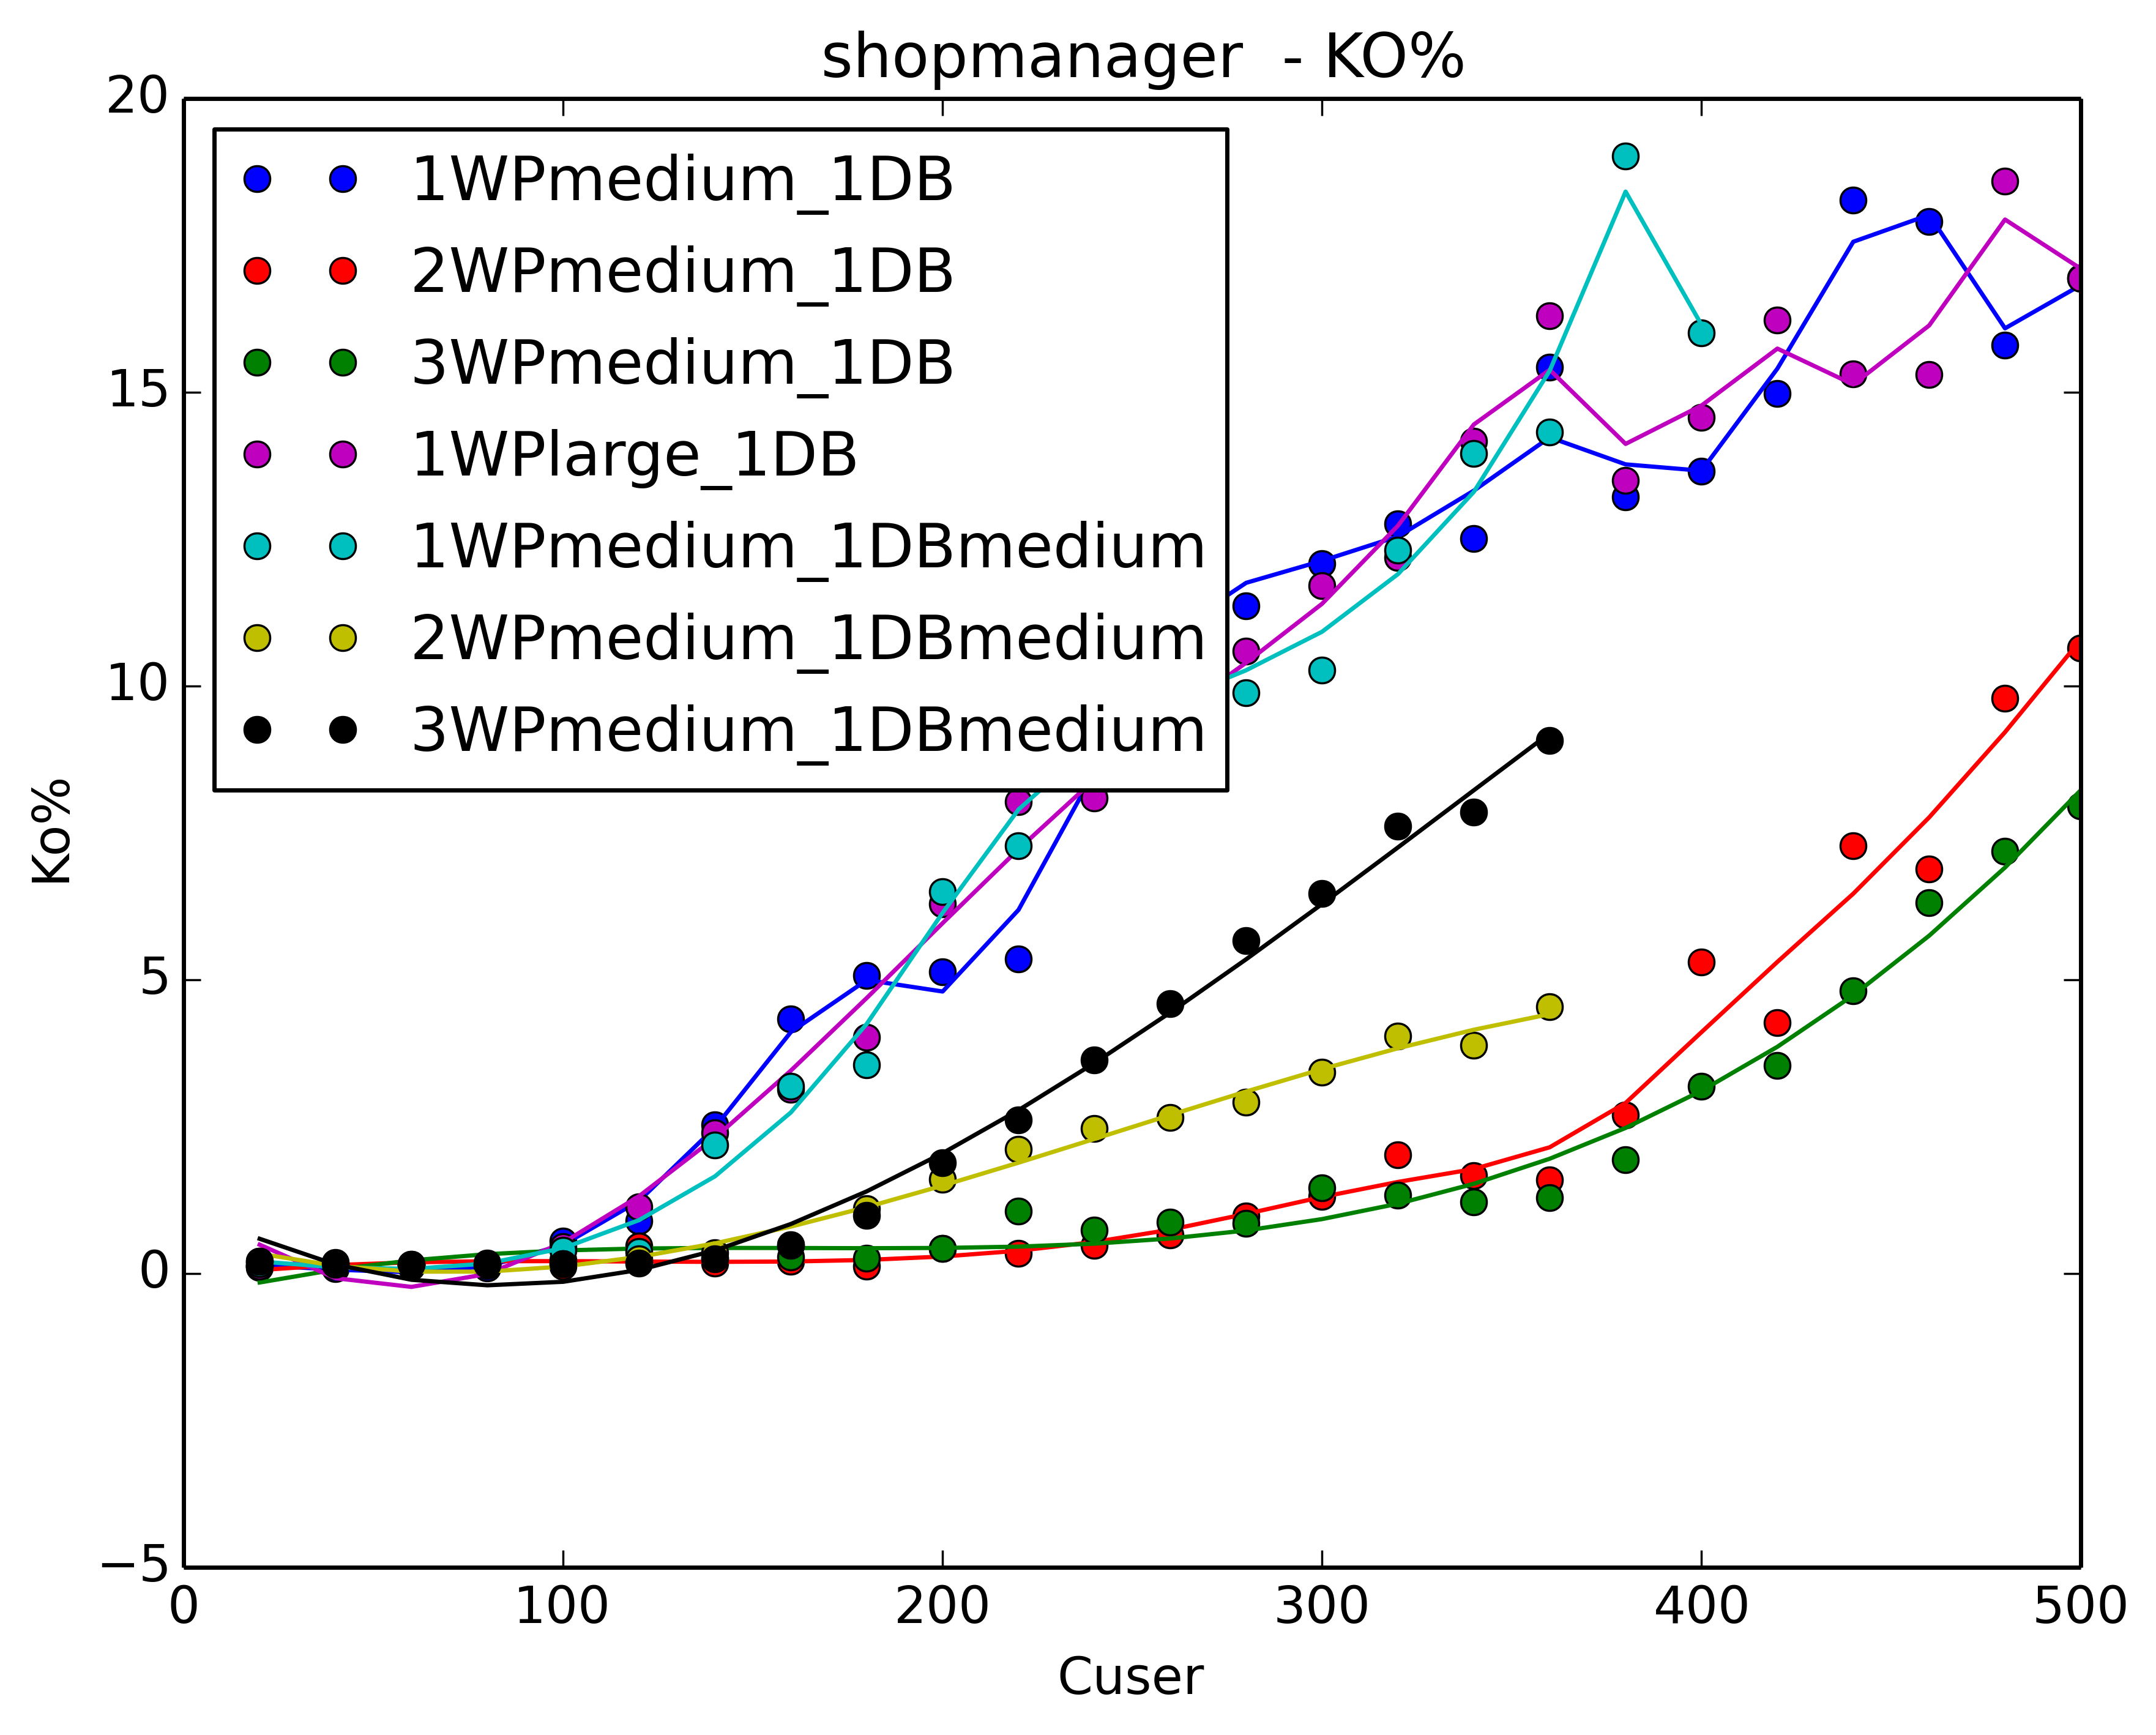 shopmanager - KO%
20
15
10
5
0
−5
Ko%
1WPmedium_1DB
2WPmedium_1DB
3WPmedium_1DB
1WPlarge_1DB
1WPmedium_1DBmedium
2WPmedium_1DBmedium
3WPmedium_1DBmedium
0 100 200 300 400 500
Cuser